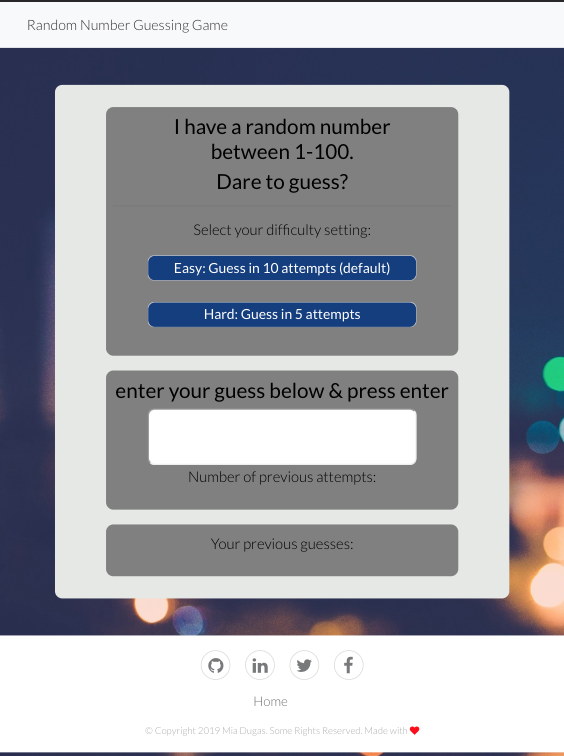 Random Number Guessing Game
I have a random number
between 1-100.
Dare to guess?
Select your difficulty setting:
Easy: Guess in 10 attempts (default)
Hard: Guess in 5 attempts
enter your guess below & press enter
Number of previous attempts:
Your previous guesses:
Home
© Copyright 2019 Mia Dugas. Some Rights Reserved. Made with ❤